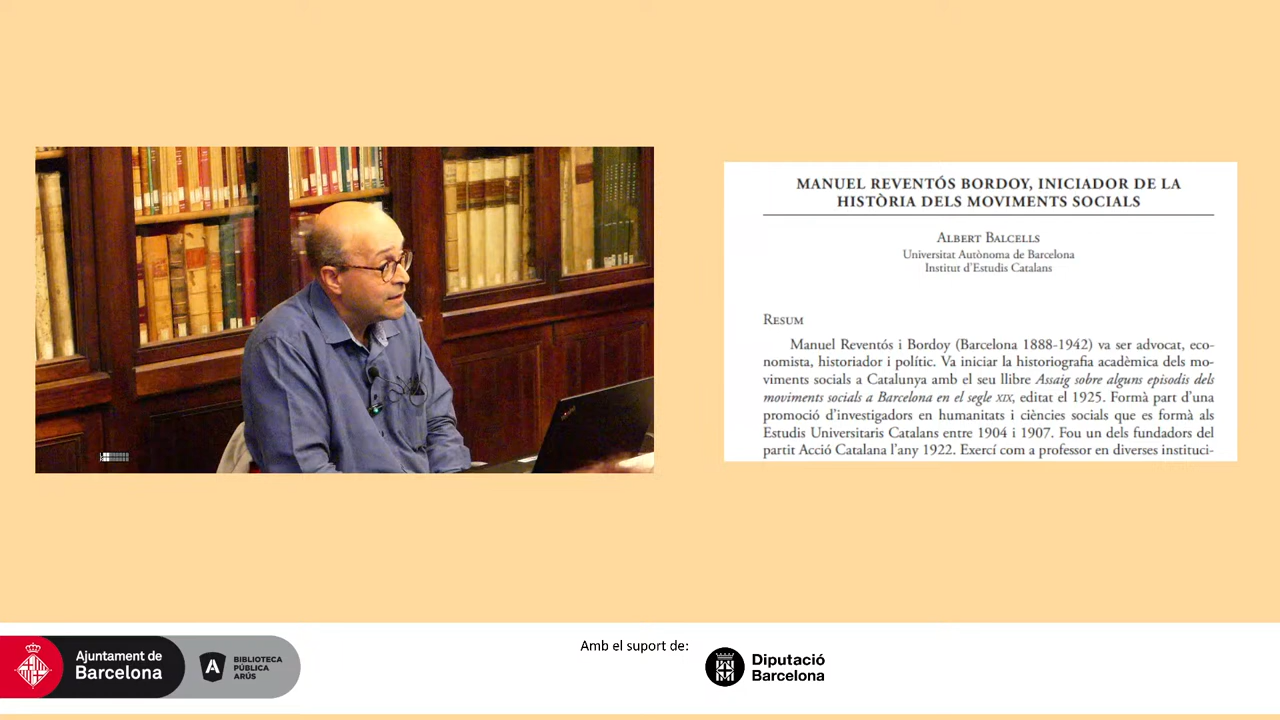 MANUEL REVENTÓS BORDOY, INICIADOR DE LA
HISTÒRIA DELS MOVIMENTS SOCIALS
ALBERT BALCELLS
Universitat Autònoma de Barcelona
Institut d'Estudis Catalans
RESUM
Manuel Reventós i Bordoy (Barcelona 1888-1942) va ser advocat, eco-
nomista, historiador i polític. Va iniciar la historiografia acadèmica dels mo-
viments socials a Catalunya amb el seu llibre Assaig sobre alguns episodis dels
moviments socials a Barcelona en el segle XIX, editat el 1925. Formà part d'una
promoció d'investigadors en humanitats i ciències socials que es formà als
Estudis Universitaris Catalans entre 1904 i 1907. Fou un dels fundadors del
partit Acció Catalana l'any 1922. Exercí com a professor en diverses instituci-
Ajuntament de
Barcelona
A
BIBLIOTECA
PÚBLICA
ARÚS
Amb el suport de:
Diputació
Barcelona